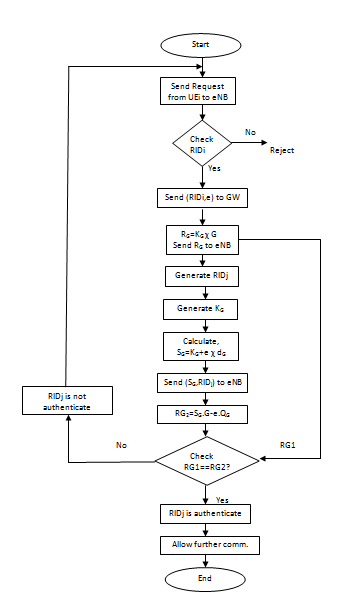 Start
Send Request
from UEi to eNB
Check
RIDi
No
Reject
Yes
Send (RIDi,e) to GW
RG=KG χ G
Send RG to eNB
Generate RIDj
Generate KG
Calculate,
SG=KG+e χ dG
Send (SG,RIDj) to eNB
RG2=SG.G-e.QG
RIDj is not
authenticate
No
Check
RG1==RG2?
RG1
Yes
RIDj is authenticate
Allow further comm.
End